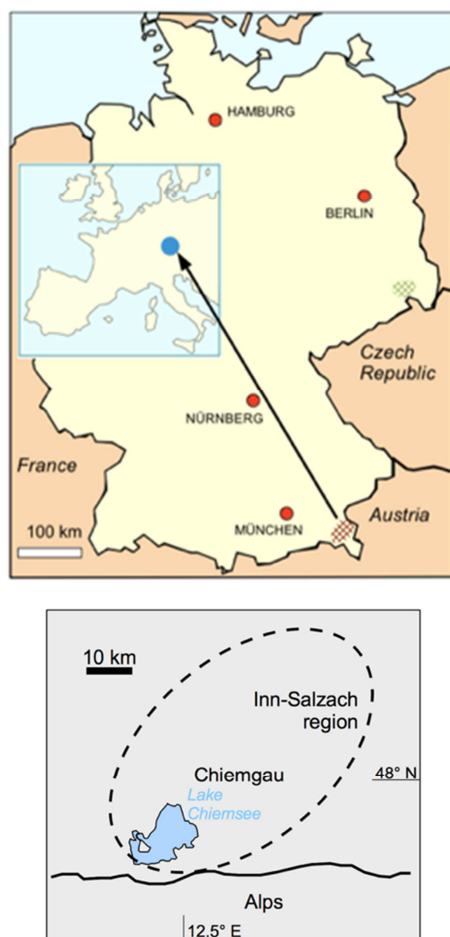 HAMBURG
BERLIN
Czech
Republic
NÜRNBERG
France
Austria
100 km
MÜNCHEN
10 km
Inn-Salzach
region
48° N
Chiemgau
Lake
Chiemsee
Alps
12.5° E